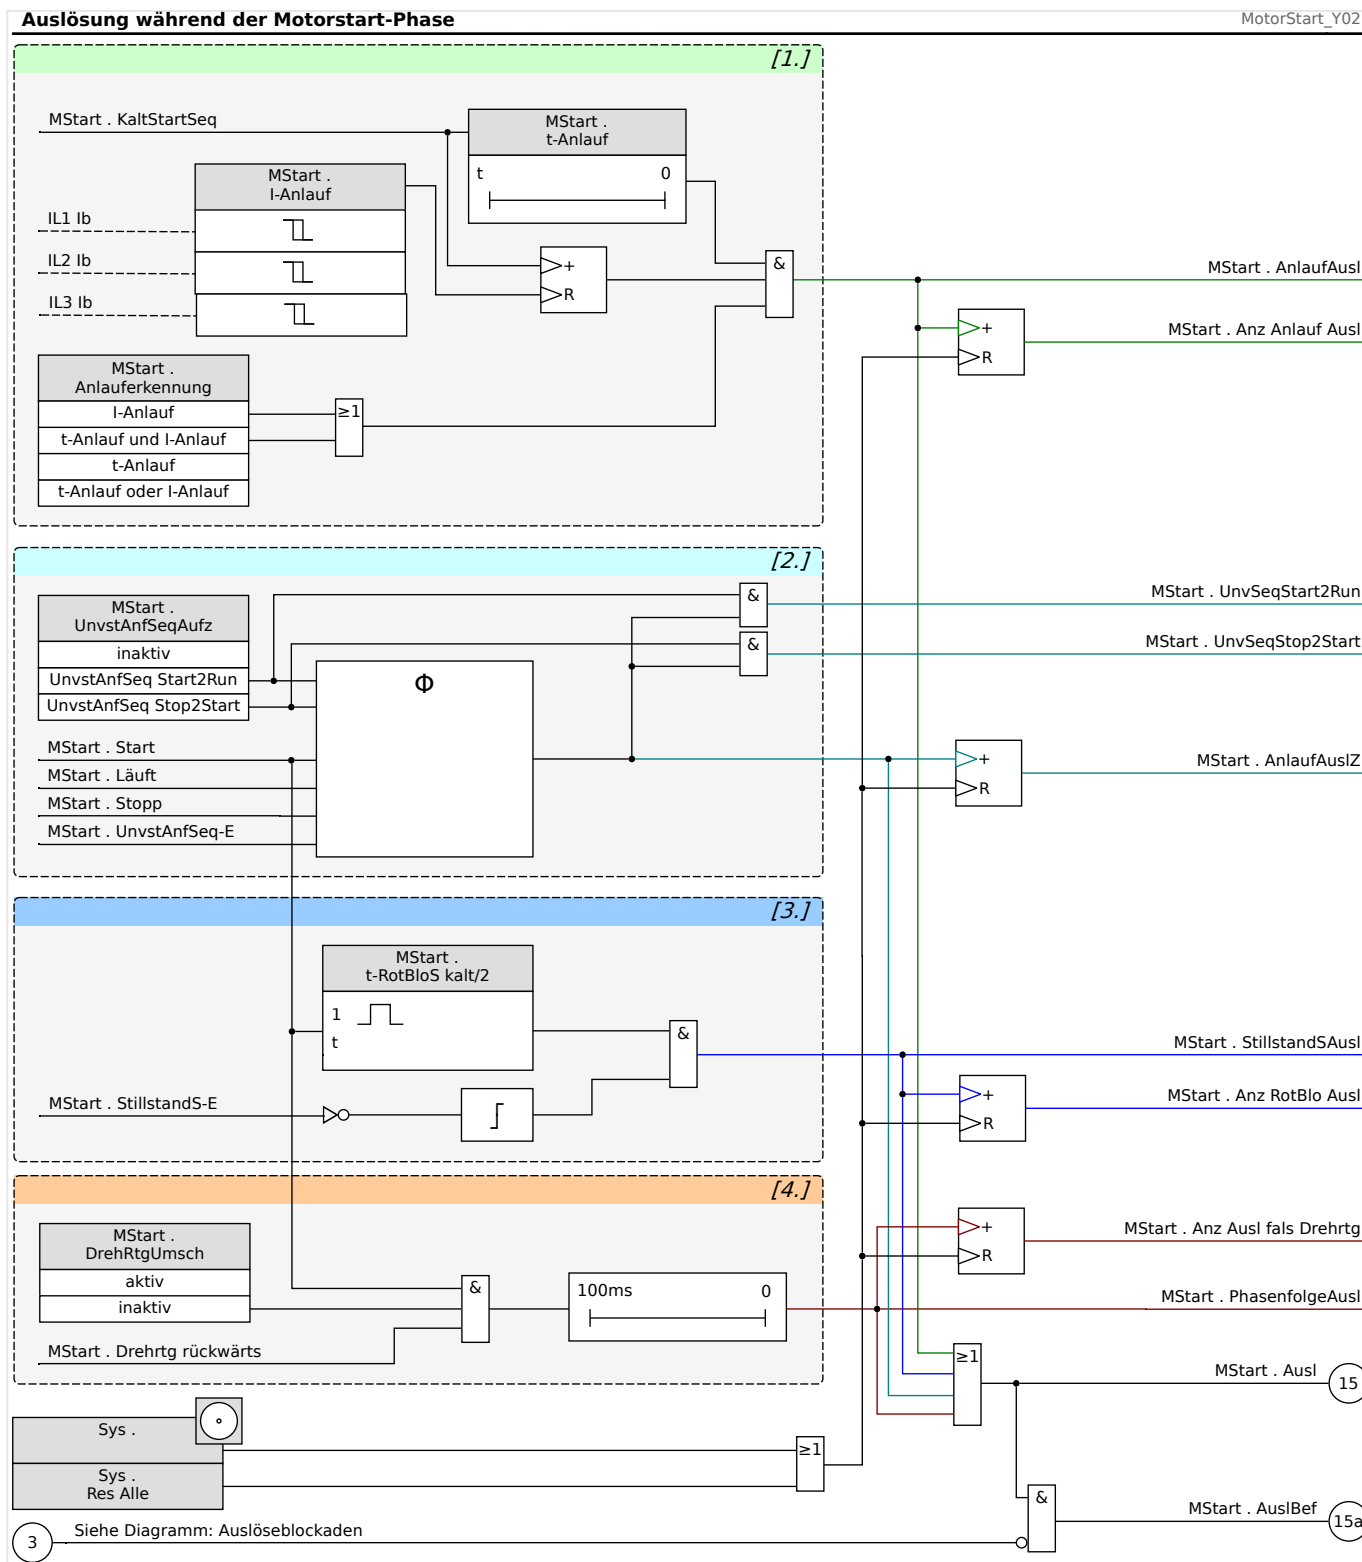 Auslösung während der Motorstart-Phase
MotorStart_Y02
[1.]
MStart . KaltStartSeq
MStart .
t-Anlauf
t
0
MStart .
I-Anlauf
IL1 Ib
IL2 Ib
IL3 Ib
+
R
&
MStart . AnlaufAusl
+
R
MStart . Anz Anlauf Ausl
MStart .
Anlauferkennung
I-Anlauf
t-Anlauf und I-Anlauf
t-Anlauf
t-Anlauf oder I-Anlauf
≥1
[2.]
MStart .
UnvstAnfSeqAufz
inaktiv
UnvstAnfSeq Start2Run
UnvstAnfSeq Stop2Start
Φ
&
&
MStart . UnvSeqStart2Run
MStart . UnvSeqStop2Start
MStart . Start
MStart . Läuft
MStart . Stopp
MStart . UnvstAnfSeq-E
+
R
MStart . AnlaufAuslZ
[3.]
MStart .
t-RotBloS kalt/2
1
t
&
MStart . StillstandS-E
MStart . StillstandSAusl
+
R
MStart . Anz RotBlo Ausl
[4.]
MStart .
DrehRtgUmsch
aktiv
inaktiv
MStart . Drehrtg rückwärts
&
100ms
0
+
R
MStart . Anz Ausl fals Drehrtg
MStart . PhasenfolgeAusl
≥1
MStart . Ausl
15
Sys .
Sys .
Res Alle
≥1
&
MStart . AuslBef
15a
3
Siehe Diagramm: Auslöseblockaden